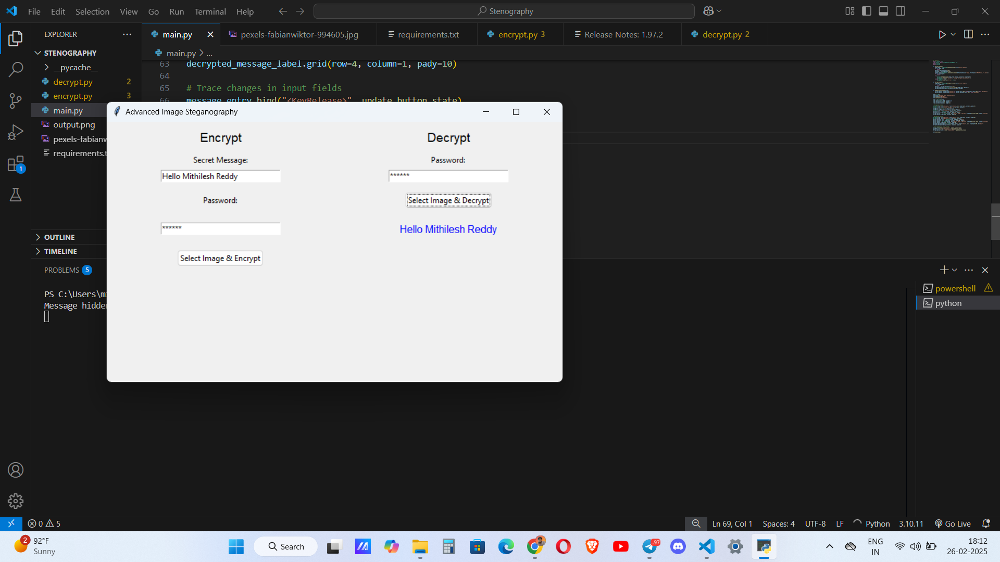 File Edit Selection View Go Run Terminal Help
Stenography
EXPLORER
main.py
pexels-fabianwiktor-994605.jpg
requirements.txt
encrypt.py 3
Release Notes: 1.97.2
decrypt.py 2
STENOGRAPHY
__pycache__
decrypt.py 2
encrypt.py 3
main.py
output.png
pexels-fabianw
requirements.t
OUTLINE
TIMELINE
main.py > ...
63 decrypted_message_label.grid(row=4, column=1, pady=10)
64
65 # Trace changes in input fields
66 message_entry.bind("<KeyRelease>", update_button_state)
Advanced Image Steganography
Encrypt
Secret Message:
Hello Mithilesh Reddy
Password:
******
Select Image & Encrypt
Decrypt
Password:
******
Select Image & Decrypt
Hello Mithilesh Reddy
PROBLEMS 5
PS C:\Users\m
Message hidde
powershell
python
1
0 5
Ln 69, Col 1 Spaces: 4 UTF-8 LF Python 3.10.11 Go Live
2
92°F
Sunny
Search
97
ENG
IN
18:12
26-02-2025